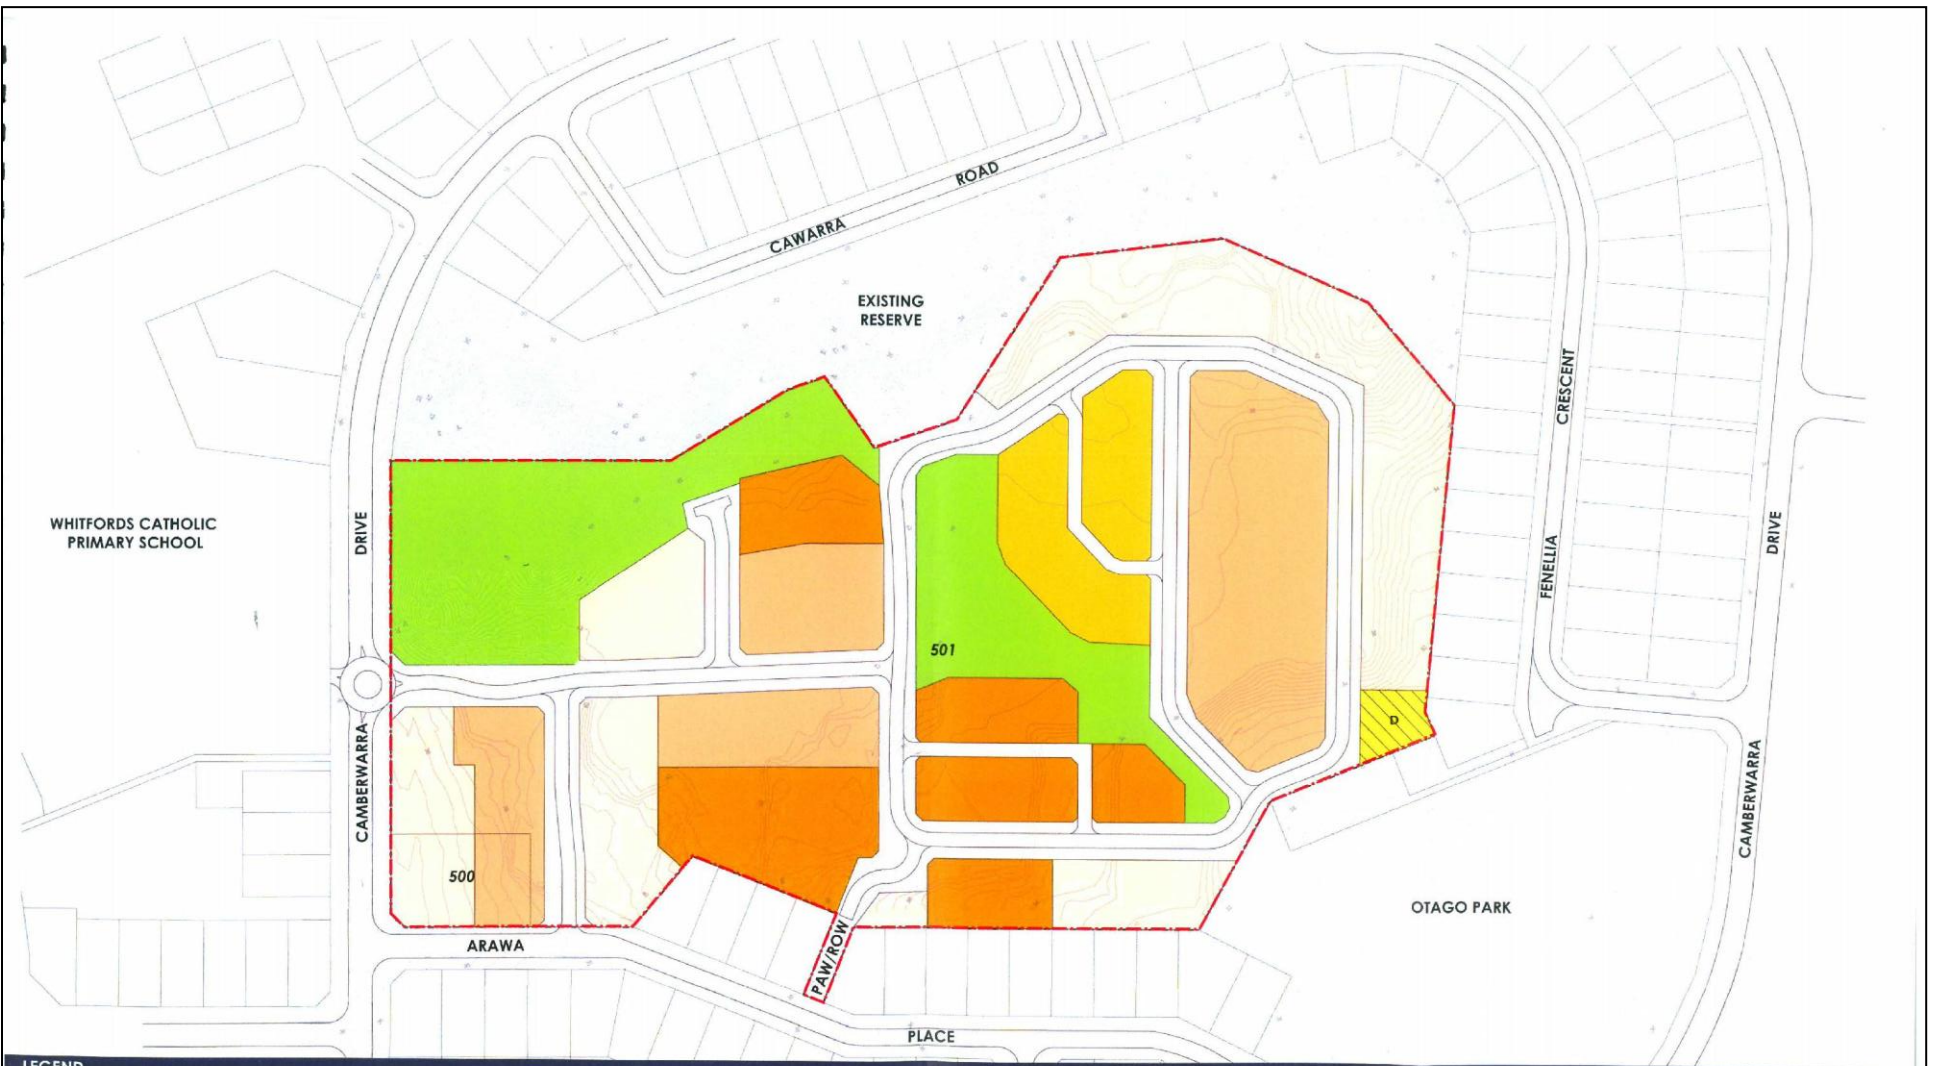 ROAD
CAWARRA
EXISTING
RESERVE
CRESCENT
WHITFORDS CATHOLIC
PRIMARY SCHOOL
DRIVE
DRIVE
FENELLIA
501
D
CAMBERWARRA
CAMBERWARRA
500
OTAGO PARK
ARAWA
PAW/ROW
PLACE
LEGEND